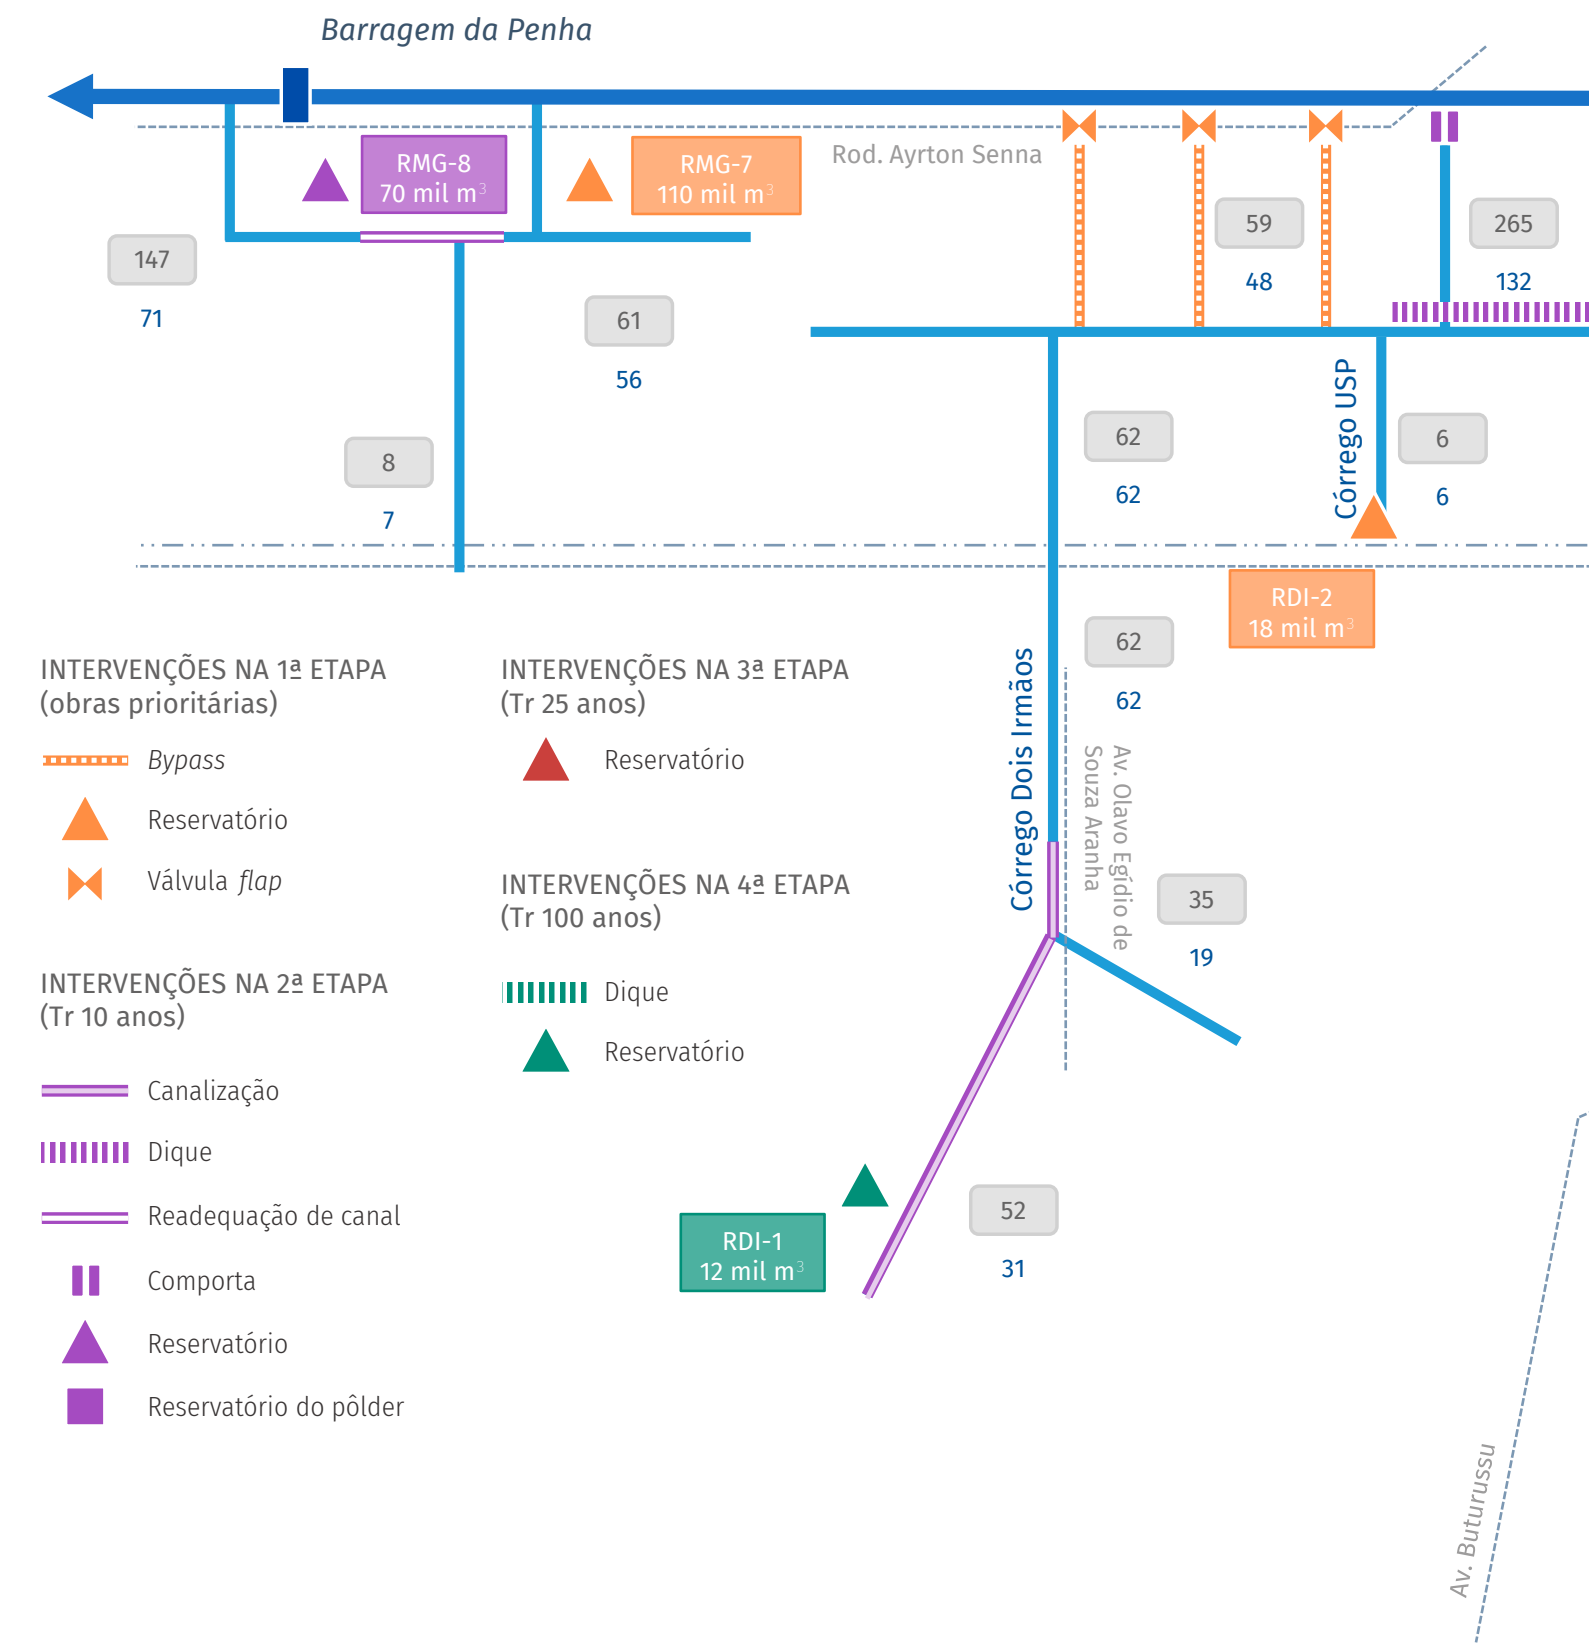 Barragem da Penha
RMG-8
70 mil m³
RMG-7
110 mil m³
Rod. Ayrton Senna
147
71
61
56
59
48
265
132
8
7
62
62
Córrego USP
6
6
RDI-2
18 mil m³
62
62
Córrego Dois Irmãos
Av. Olavo Egídio de
Souza Aranha
35
19
INTERVENÇÕES NA 1ª ETAPA
(obras prioritárias)
Bypass
Reservatório
Válvula flap
INTERVENÇÕES NA 2ª ETAPA
(Tr 10 anos)
Canalização
Dique
Readequação de canal
Comporta
Reservatório
Reservatório do pôlder
INTERVENÇÕES NA 3ª ETAPA
(Tr 25 anos)
Reservatório
INTERVENÇÕES NA 4ª ETAPA
(Tr 100 anos)
Dique
Reservatório
RDI-1
12 mil m³
52
31
Av. Buturussu